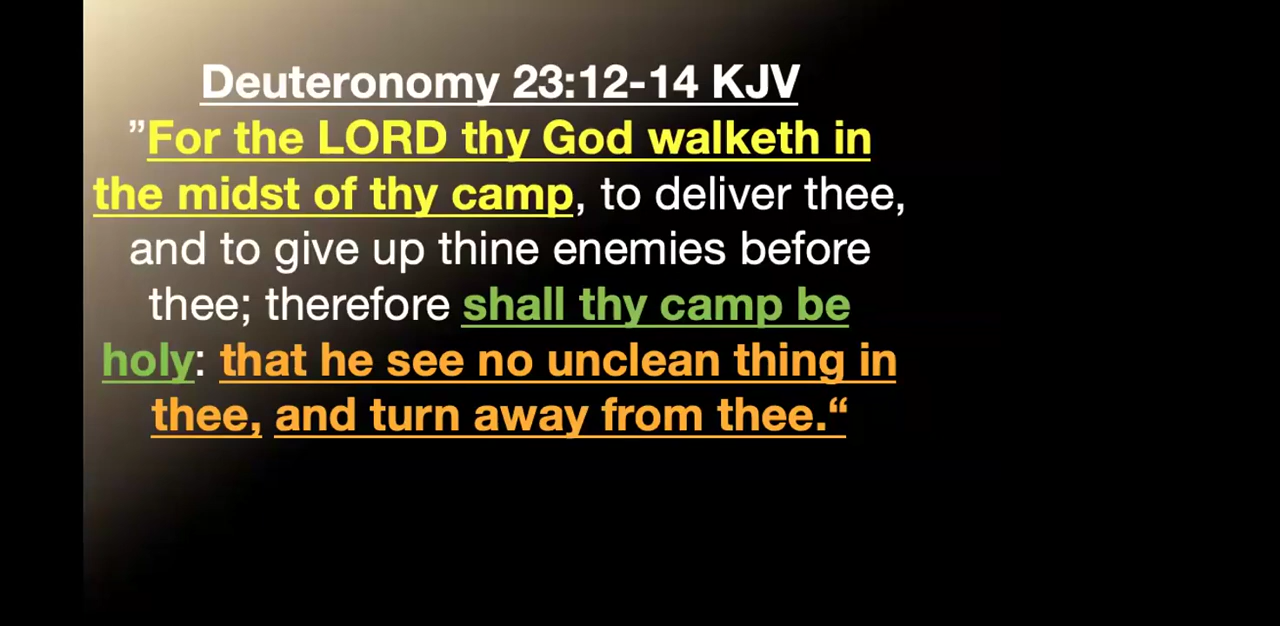 Deuteronomy 23:12-14 KJV
”For the LORD thy God walketh in
the midst of thy camp, to deliver thee,
and to give up thine enemies before
thee; therefore shall thy camp be
holy: that he see no unclean thing in
thee, and turn away from thee.“